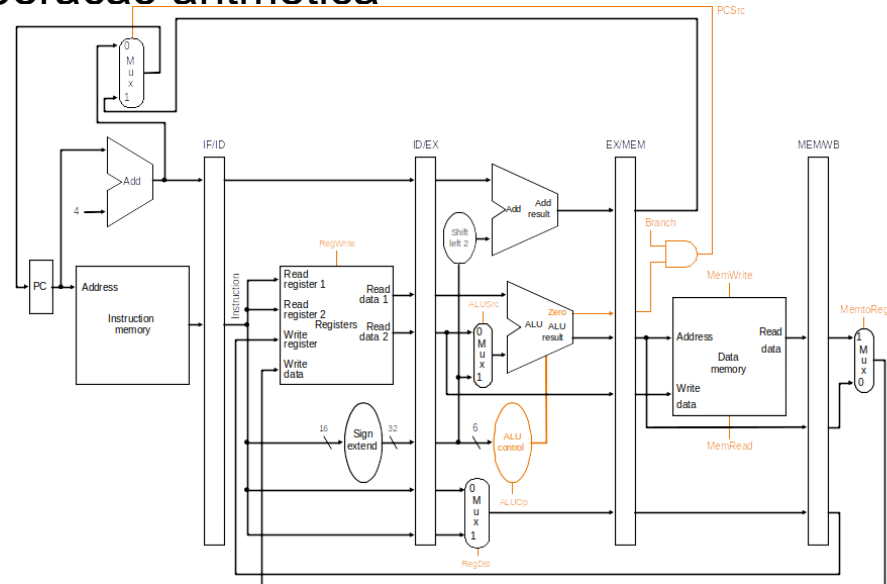 PCSrc
0
M
u
x
1
IF/ID
ID/EX
EX/MEM
MEM/WB
Add
4
Add
Add
result
Shift
left 2
Branch
RegWrite
PC
Address
Instruction
memory
Instruction
Read
register 1
Read
register 2
Write
register
Write
data
Registers
Read
data 1
Read
data 2
ALUSrc
0
M
u
x
1
Zero
ALU
ALU
result
MemWrite
Address
Read
data
Data
memory
Write
data
MemRead
MemtoReg
1
M
u
x
0
16
Sign
extend
32
6
ALU
control
ALUOp
0
M
u
x
1
RegDst